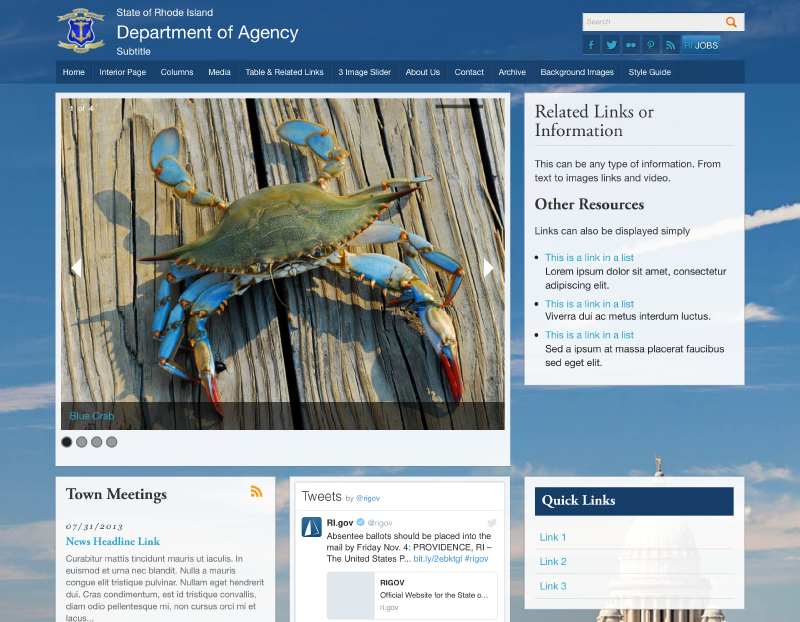 State of Rhode Island
Department of Agency
Subtitle
Search
RI JOBS
Home
Interior Page
Columns
Media
Table & Related Links
3 Image Slider
About Us
Contact
Archive
Background Images
Style Guide
1 of 4
Blue Crab
Related Links or
Information
This can be any type of information. From
text to images links and video.
Other Resources
Links can also be displayed simply
This is a link in a list
Lorem ipsum dolor sit amet, consectetur
adipiscing elit.
This is a link in a list
Viverra dui ac metus interdum luctus.
This is a link in a list
Sed a ipsum at massa placerat faucibus
sed eget elit.
Town Meetings
07/31/2013
News Headline Link
Curabitur mattis tincidunt mauris ut iaculis. In
euismod et urna nec blandit. Nulla a mauris
congue elit tristique pulvinar. Nullam eget hendrerit
dui. Cras condimentum, est id tristique convallis,
diam odio pellentesque mi, non cursus orci mi et
lacus...
Tweets by @rigov
RI.gov @rigov
Absentee ballots should be placed into the
mail by Friday Nov. 4: PROVIDENCE, RI –
The United States P... bit.ly/2ebktgl #rigov
RIGOV
Official Website for the State o...
ri.gov
Quick Links
Link 1
Link 2
Link 3